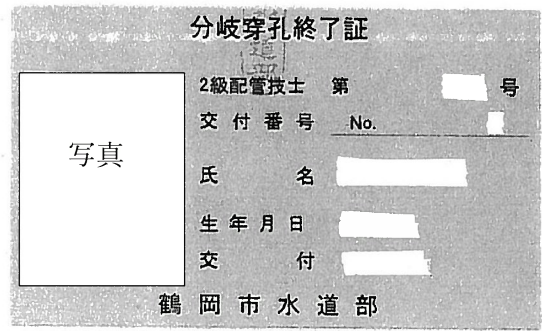 分岐穿孔終了証
2級配管技士 第 号
交付番号 No.
写真
氏 名
生年月日
交 付
鶴岡市水道部